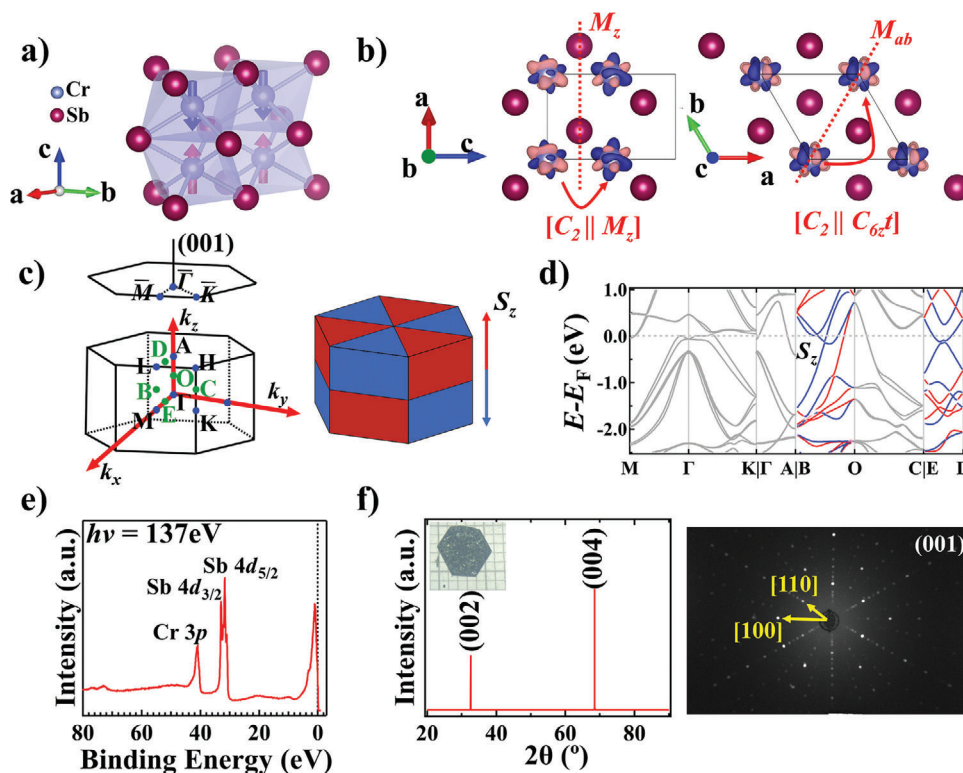 a)
Cr
Sb
c
a
b
b)
M_z
a
b
c
[C_2 || M_z]
M_ab
b
c
a
[C_2 || C_6z t]
c)
(001)
M̄
Γ̄
K̄
k_z
A
D
L
H
O
B
C
E
Γ
M
K
k_y
k_x
S_z
d)
E-E_F (eV)
1.0
0.0
-1.0
-2.0
S_z
M Γ K|Γ A|B O C|E
e)
Intensity (a.u.)
hν = 137eV
Sb 4d_5/2
Sb 4d_3/2
Cr 3p
80 60 40 20 0
Binding Energy (eV)
f)
Intensity (a.u.)
(002)
(004)
20 40 60 80
2θ (º)
(001)
[110]
[100]